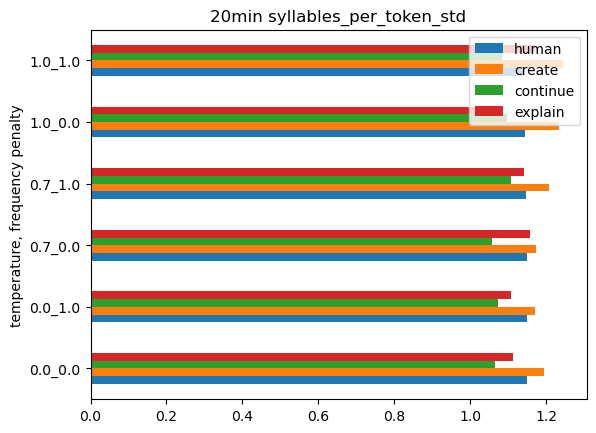 20min syllables_per_token_std
human
create
continue
explain
temperature, frequency penalty
1.0_1.0
1.0_0.0
0.7_1.0
0.7_0.0
0.0_1.0
0.0_0.0
0.0 0.2 0.4 0.6 0.8 1.0 1.2